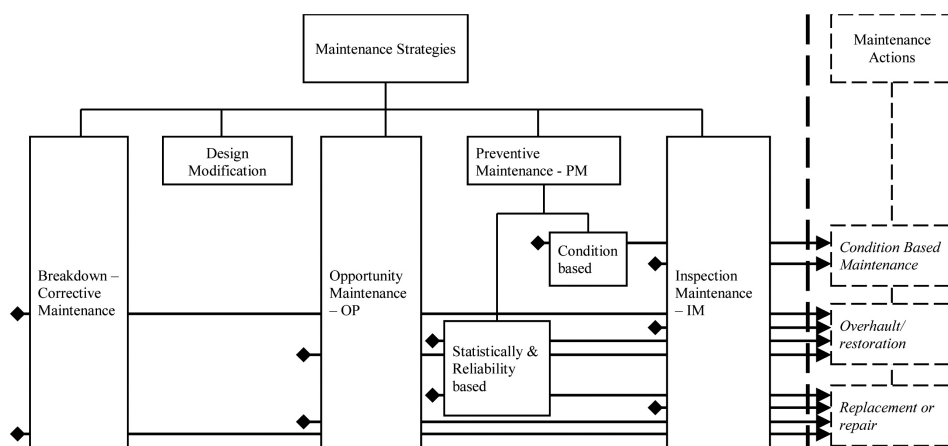 Maintenance Strategies
Maintenance
Actions
Design
Modification
Preventive
Maintenance - PM
Condition
based
Condition Based
Maintenance
Breakdown –
Corrective
Maintenance
Opportunity
Maintenance
– OP
Inspection
Maintenance
– IM
Statistically &
Reliability
based
Overhault/
restoration
Replacement or
repair